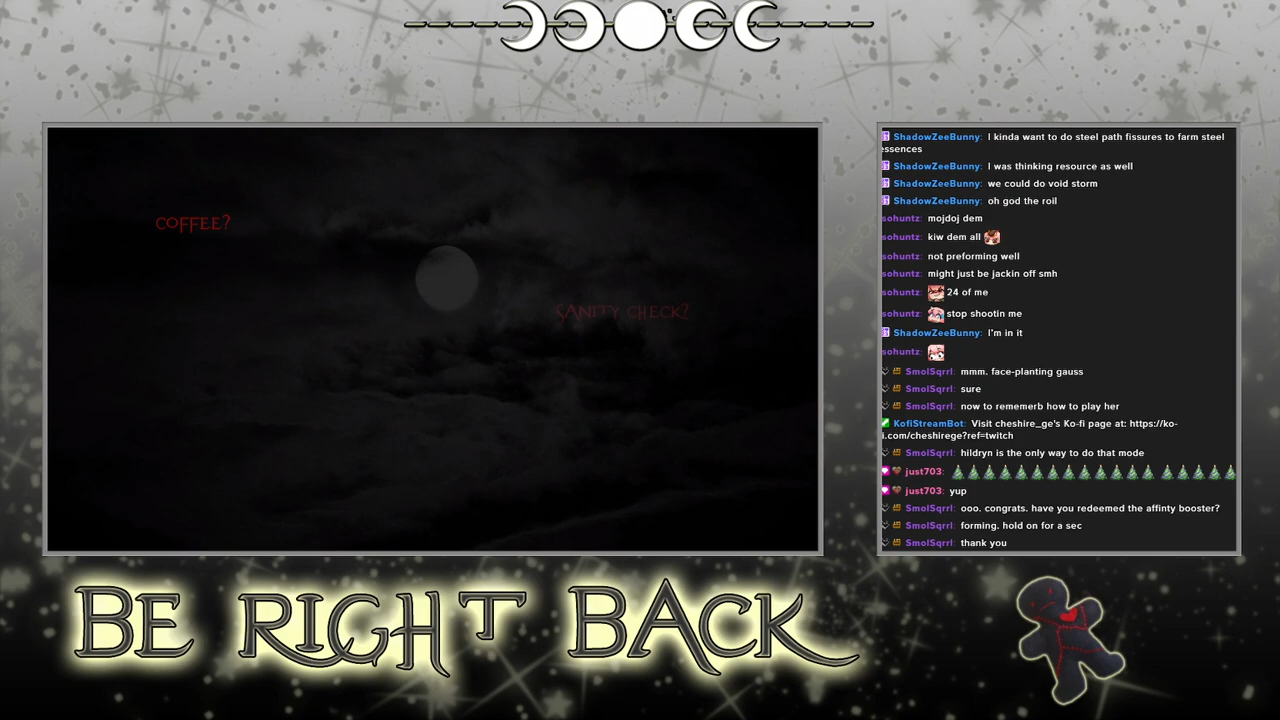 COFFEE?
SANITY CHECK?
ShadowZeeBunny: I kinda want to do steel path fissures to farm steel
essences
ShadowZeeBunny: I was thinking resource as well
ShadowZeeBunny: we could do void storm
ShadowZeeBunny: oh god the roil
sohuntz: mojdoj dem
sohuntz: kiw dem all
sohuntz: not preforming well
sohuntz: might just be jackin off smh
sohuntz: 24 of me
sohuntz: stop shootin me
ShadowZeeBunny: I'm in it
sohuntz:
SmolSqrrl: mmm. face-planting gauss
SmolSqrrl: sure
SmolSqrrl: now to rememerb how to play her
KofiStreamBot: Visit cheshire_ge's Ko-fi page at: https://ko-
i.com/cheshirege?ref=twitch
SmolSqrrl: hildryn is the only way to do that mode
just703:
just703: yup
SmolSqrrl: ooo. congrats. have you redeemed the affinty booster?
SmolSqrrl: forming. hold on for a sec
SmolSqrrl: thank you
BE RIGHT BACK